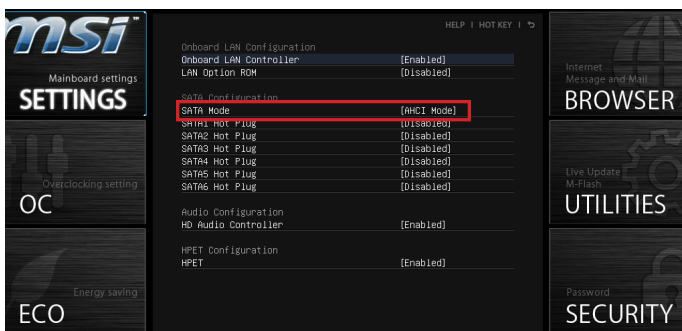 msi™
Mainboard settings
SETTINGS
Overclocking setting
OC
Energy saving
ECO
HELP | HOT KEY |
Onboard LAN Configuration
Onboard LAN Controller [Enabled]
LAN Option ROM [Disabled]
SATA Configuration
SATA Mode [AHCI Mode]
SATA1 Hot Plug [Disabled]
SATA2 Hot Plug [Disabled]
SATA3 Hot Plug [Disabled]
SATA4 Hot Plug [Disabled]
SATA5 Hot Plug [Disabled]
SATA6 Hot Plug [Disabled]
Audio Configuration
HD Audio Controller [Enabled]
HPET Configuration
HPET [Enabled]
Internet
Message and Mail
BROWSER
Live Update
M-Flash
UTILITIES
Password
SECURITY